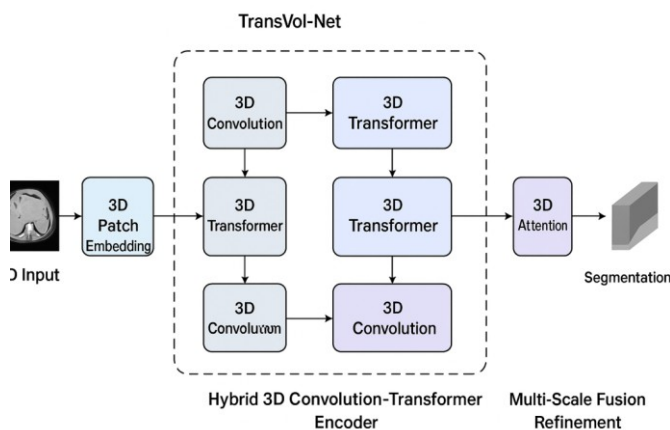 TransVol-Net
3D
Convolution
3D
Transformer
3D
Patch
Embedding
3D
Transformer
3D
Transformer
3D
Attention
D Input
Segmentation
3D
3D
Convolution
Hybrid 3D Convolution-Transformer
Encoder
Multi-Scale Fusion
Refinement